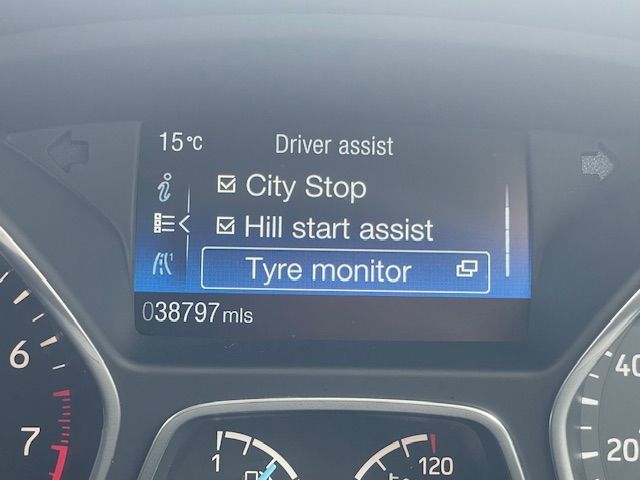 15°C Driver assist
City Stop
Hill start assist
Tyre monitor
038797 mls
6
7
1
120
40
20